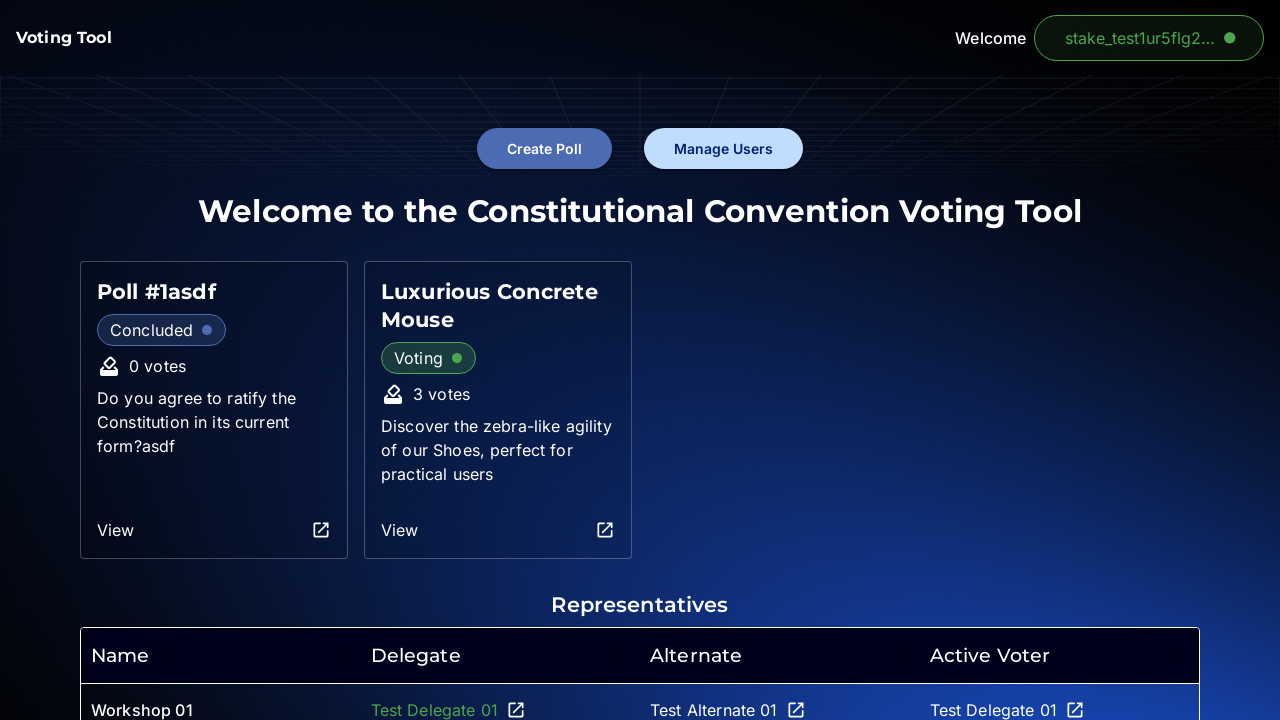 Voting Tool
Welcome
stake_test1ur5flg2...
Create Poll
Manage Users
Welcome to the Constitutional Convention Voting Tool
Poll #1asdf
Concluded
0 votes
Do you agree to ratify the
Constitution in its current
form?asdf
View
Luxurious Concrete
Mouse
Voting
3 votes
Discover the zebra-like agility
of our Shoes, perfect for
practical users
View
Representatives
Name
Delegate
Alternate
Active Voter
Workshop 01
Test Delegate 01
Test Alternate 01
Test Delegate 01